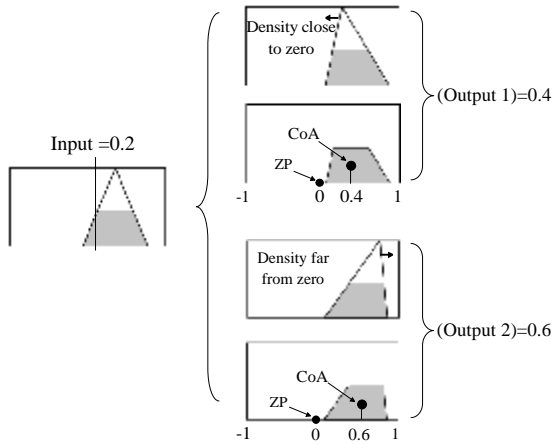 Density close
to zero
(Output 1)=0.4
Input =0.2
CoA
ZP
-1
0
0.4
1
Density far
from zero
(Output 2)=0.6
CoA
ZP
-1
0
0.6
1